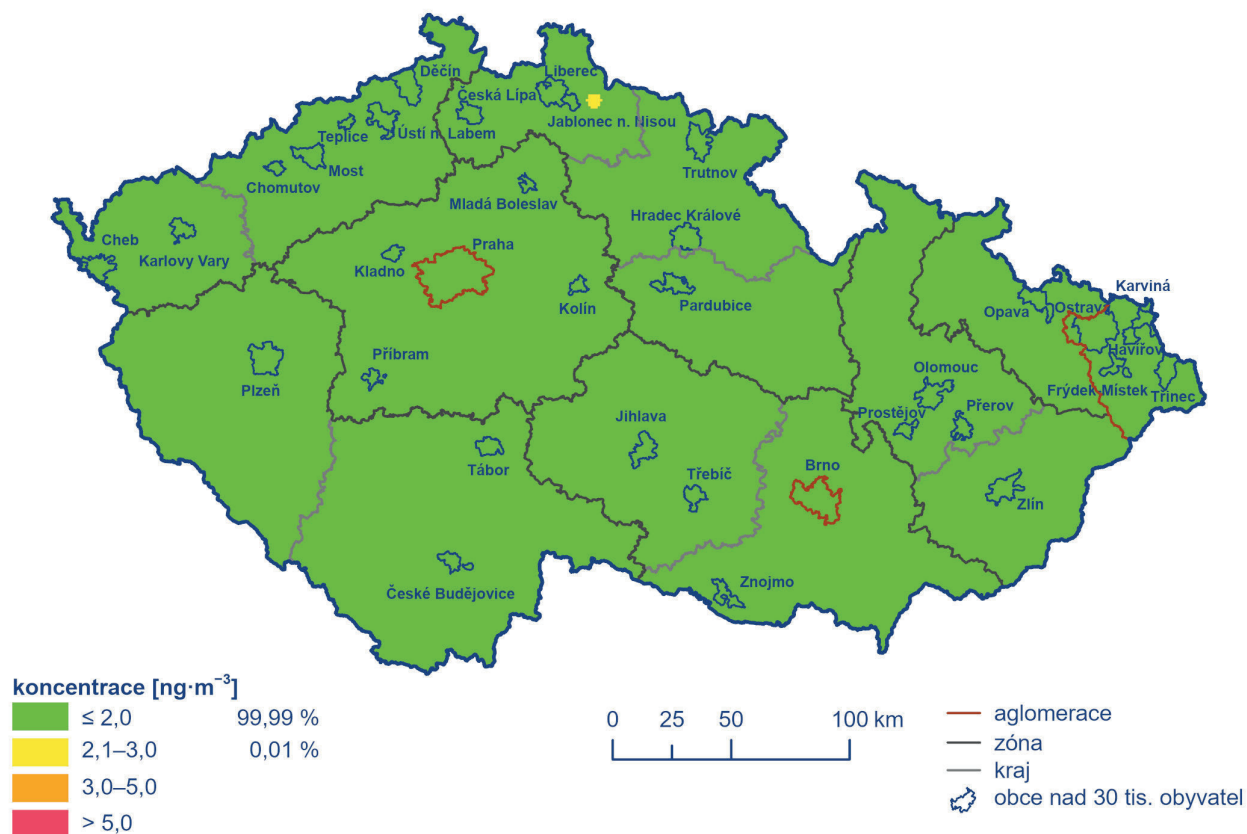 Děčín
Liberec
Česká Lípa
Jablonec n. Nisou
Teplice
Ústí n. Labem
Most
Chomutov
Trutnov
Mladá Boleslav
Hradec Králové
Cheb
Karlovy Vary
Praha
Kladno
Kolín
Pardubice
Karviná
Opava
Ostrava
Havířov
Příbram
Plzeň
Olomouc
Frýdek-Místek
Třinec
Prostějov
Přerov
Jihlava
Tábor
Třebíč
Brno
Zlín
České Budějovice
Znojmo
koncentrace [ng·m⁻³]
≤ 2,0 99,99 %
2,1–3,0 0,01 %
3,0–5,0
> 5,0
0 25 50 100 km
aglomerace
zóna
kraj
obce nad 30 tis. obyvatel